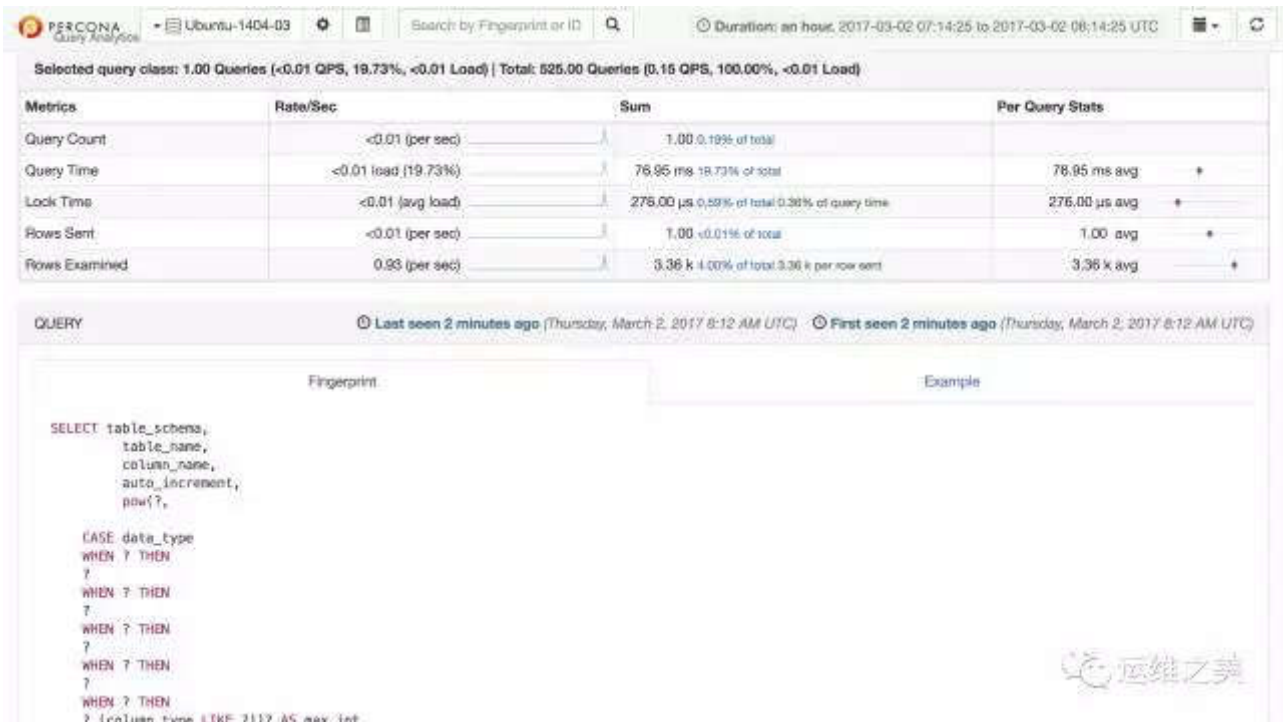 PERCONA
Query Analytics
Ubuntu-1404-03
Search by Fingerprint or ID
Duration: an hour, 2017-03-02 07:14:25 to 2017-03-02 08:14:25 UTC
Selected query class: 1.00 Queries (<0.01 QPS, 19.73%, <0.01 Load) | Total: 525.00 Queries (0.15 QPS, 100.00%, <0.01 Load)
Metrics Rate/Sec Sum Per Query Stats
Query Count <0.01 (per sec) 1.00 0.19% of total
Query Time <0.01 load (19.73%) 76.95 ms 19.73% of total 76.95 ms avg
Lock Time <0.01 (avg load) 276.00 µs 0.59% of total 0.36% of query time 276.00 µs avg
Rows Sent <0.01 (per sec) 1.00 <0.01% of total 1.00 avg
Rows Examined 0.93 (per sec) 3.36 k 4.00% of total 3.36 k per row sent 3.36 k avg
QUERY Last seen 2 minutes ago (Thursday, March 2, 2017 8:12 AM UTC) First seen 2 minutes ago (Thursday, March 2, 2017 8:12 AM UTC)
Fingerprint Example
SELECT table_schema,
table_name,
column_name,
auto_increment,
pow(?,
CASE data_type
WHEN ? THEN
?
WHEN ? THEN
?
WHEN ? THEN
?
WHEN ? THEN
?
WHEN ? THEN
? (column_type LIKE ?))? AS max_int
运维之美